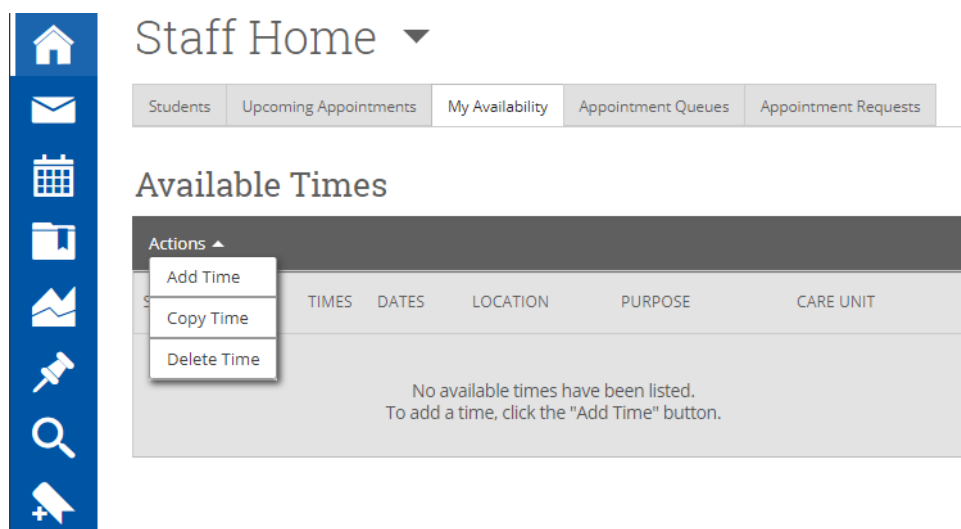 Staff Home
Students Upcoming Appointments My Availability Appointment Queues Appointment Requests
Available Times
Actions
Add Time
TIMES DATES LOCATION PURPOSE CARE UNIT
Copy Time
Delete Time
No available times have been listed.
To add a time, click the "Add Time" button.